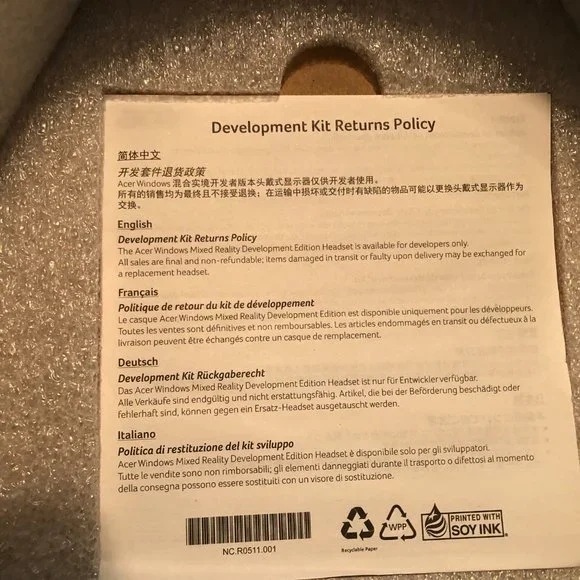 Development Kit Returns Policy
简体中文
开发套件退货政策
Acer Windows 混合实境开发者版本头戴式显示器仅供开发者使用。
所有的销售均为最终且不接受退换；在运输中损坏或交付时有缺陷的物品可能可以更换头戴式显示器作为
交换。
English
Development Kit Returns Policy
The Acer Windows Mixed Reality Development Edition Headset is available for developers only.
All sales are final and non-refundable; items damaged in transit or faulty upon delivery may be exchanged for
a replacement headset.
Français
Politique de retour du kit de développement
Le casque Acer Windows Mixed Reality Development Edition est disponible uniquement pour les développeurs.
Toutes les ventes sont définitives et non remboursables. Les articles endommagés en transit ou défectueux à la
livraison peuvent être échangés contre un casque de remplacement.
Deutsch
Development Kit Rückgaberecht
Das Acer Windows Mixed Reality Development Edition Headset ist nur für Entwickler verfügbar.
Alle Verkäufe sind endgültig und nicht erstattungsfähig. Artikel, die bei der Beförderung beschädigt oder
fehlerhaft sind, können gegen ein Ersatz-Headset ausgetauscht werden.
Italiano
Politica di restituzione del kit sviluppo
Acer Windows Mixed Reality Development Edition Headset è disponibile solo per gli sviluppatori.
Tutte le vendite sono non rimborsabili; gli elementi danneggiati durante il trasporto o difettosi al momento
della consegna possono essere sostituiti con un visore di sostituzione.
NC.R0511.001
Recyclable Paper
WPP
PRINTED WITH
SOY INK